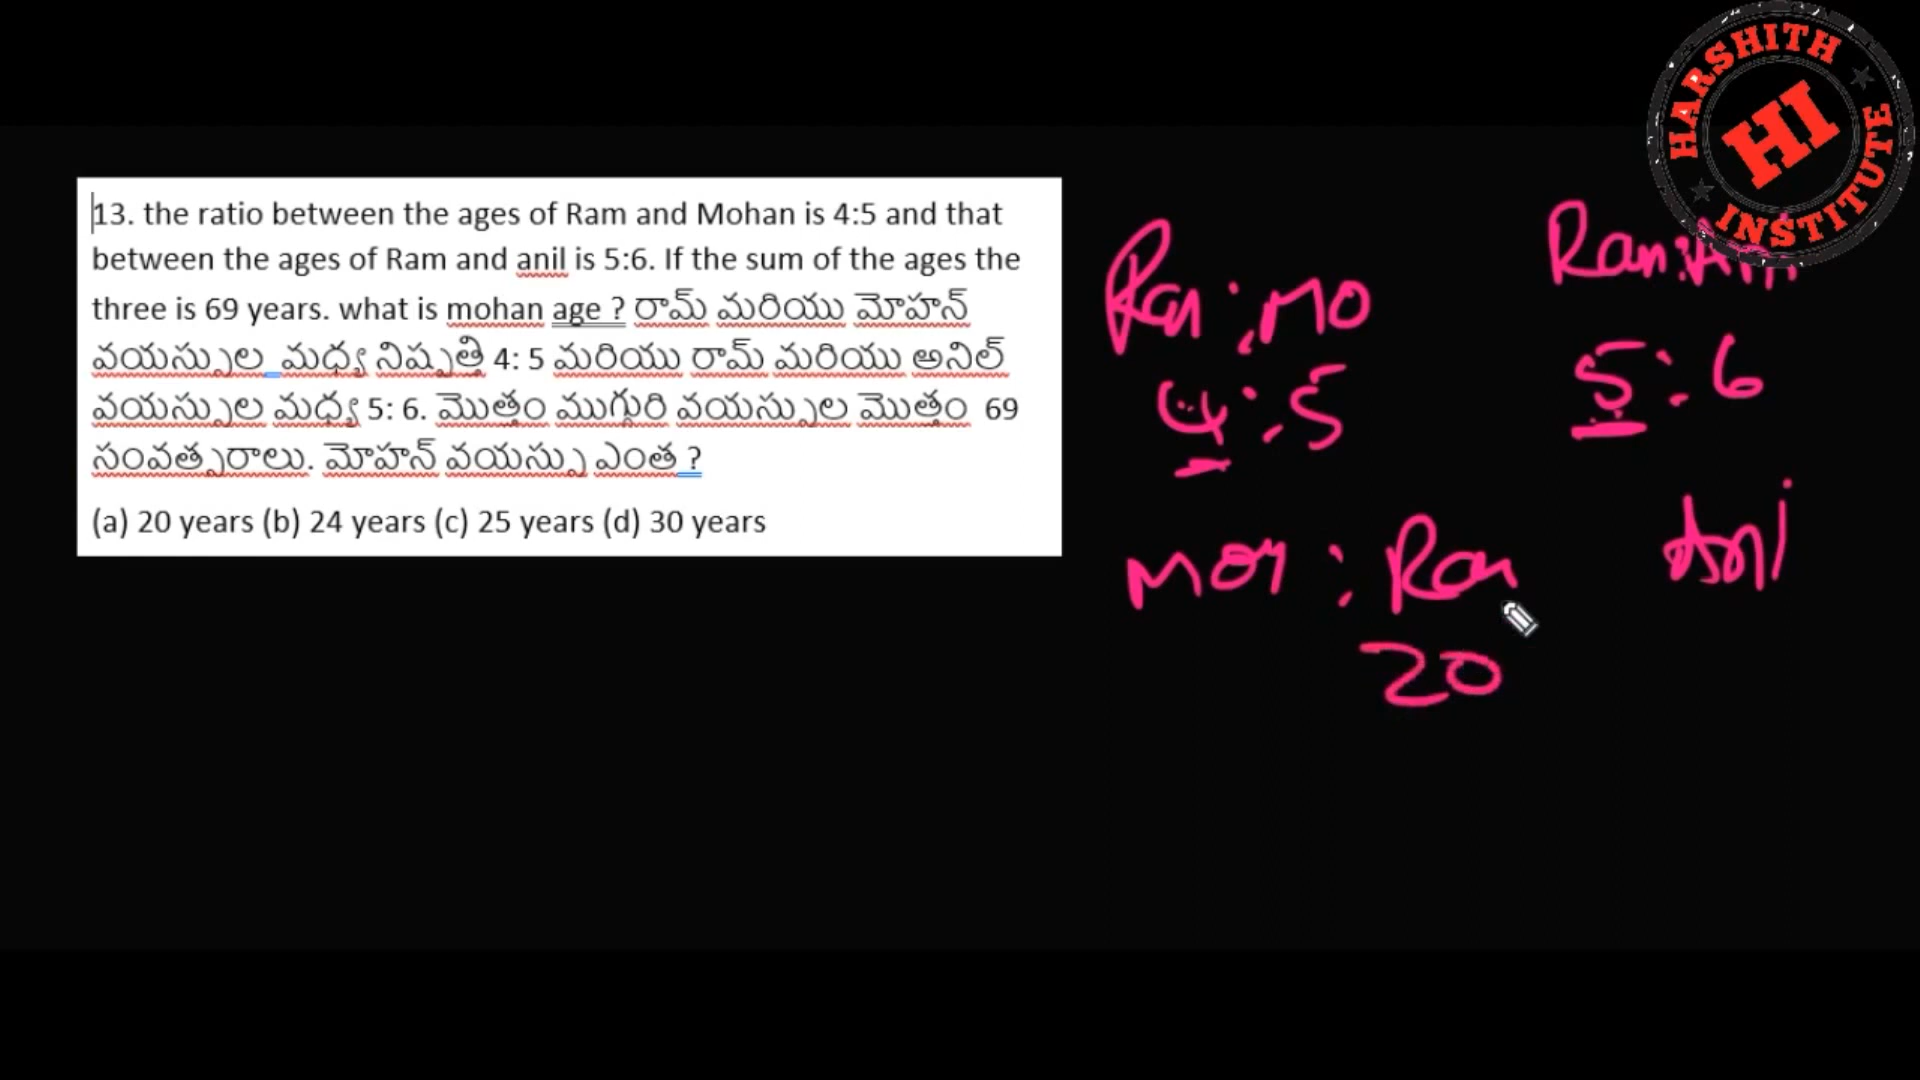 HARSHITH
HI
INSTITUTE
13. the ratio between the ages of Ram and Mohan is 4:5 and that
between the ages of Ram and anil is 5:6. If the sum of the ages the
three is 69 years. what is mohan age ? రామ్ మరియు మోహన్
వయస్సుల మధ్య నిష్పత్తి 4: 5 మరియు రామ్ మరియు అనిల్
వయస్సుల మధ్య 5: 6. మొత్తం ముగ్గురి వయస్సుల మొత్తం 69
సంవత్సరాలు. మోహన్ వయస్సు ఎంత ?
(a) 20 years (b) 24 years (c) 25 years (d) 30 years
Ram : Mo
4 : 5
Ram :
5 : 6
Moh : Ram Ani
20